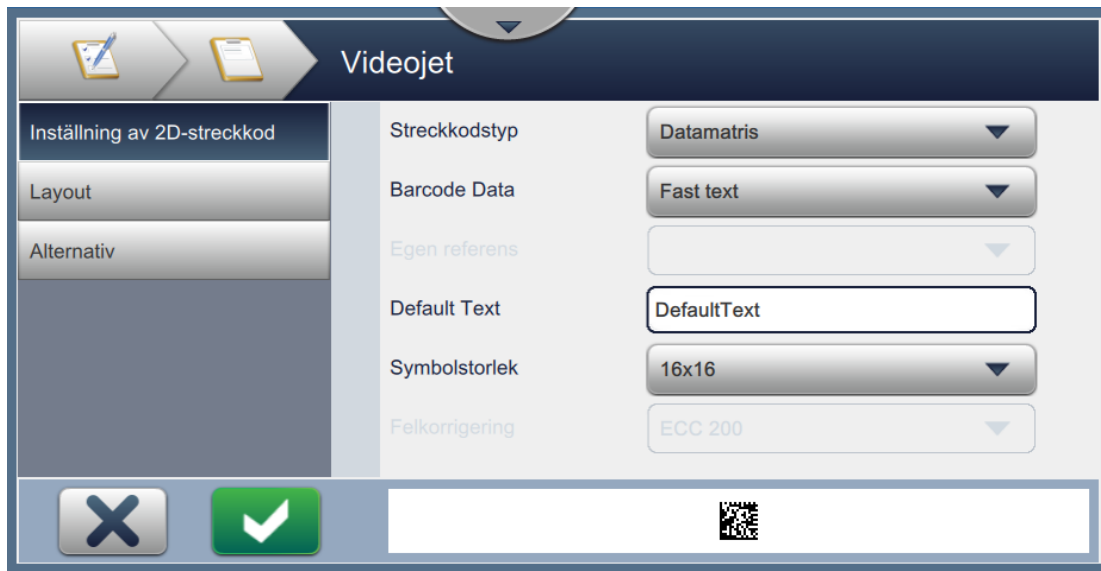 Videojet
Inställning av 2D-streckkod
Layout
Alternativ
Streckkodstyp
Datamatris
Barcode Data
Fast text
Egen referens
Default Text
DefaultText
Symbolstorlek
16x16
Felkorrigering
ECC 200